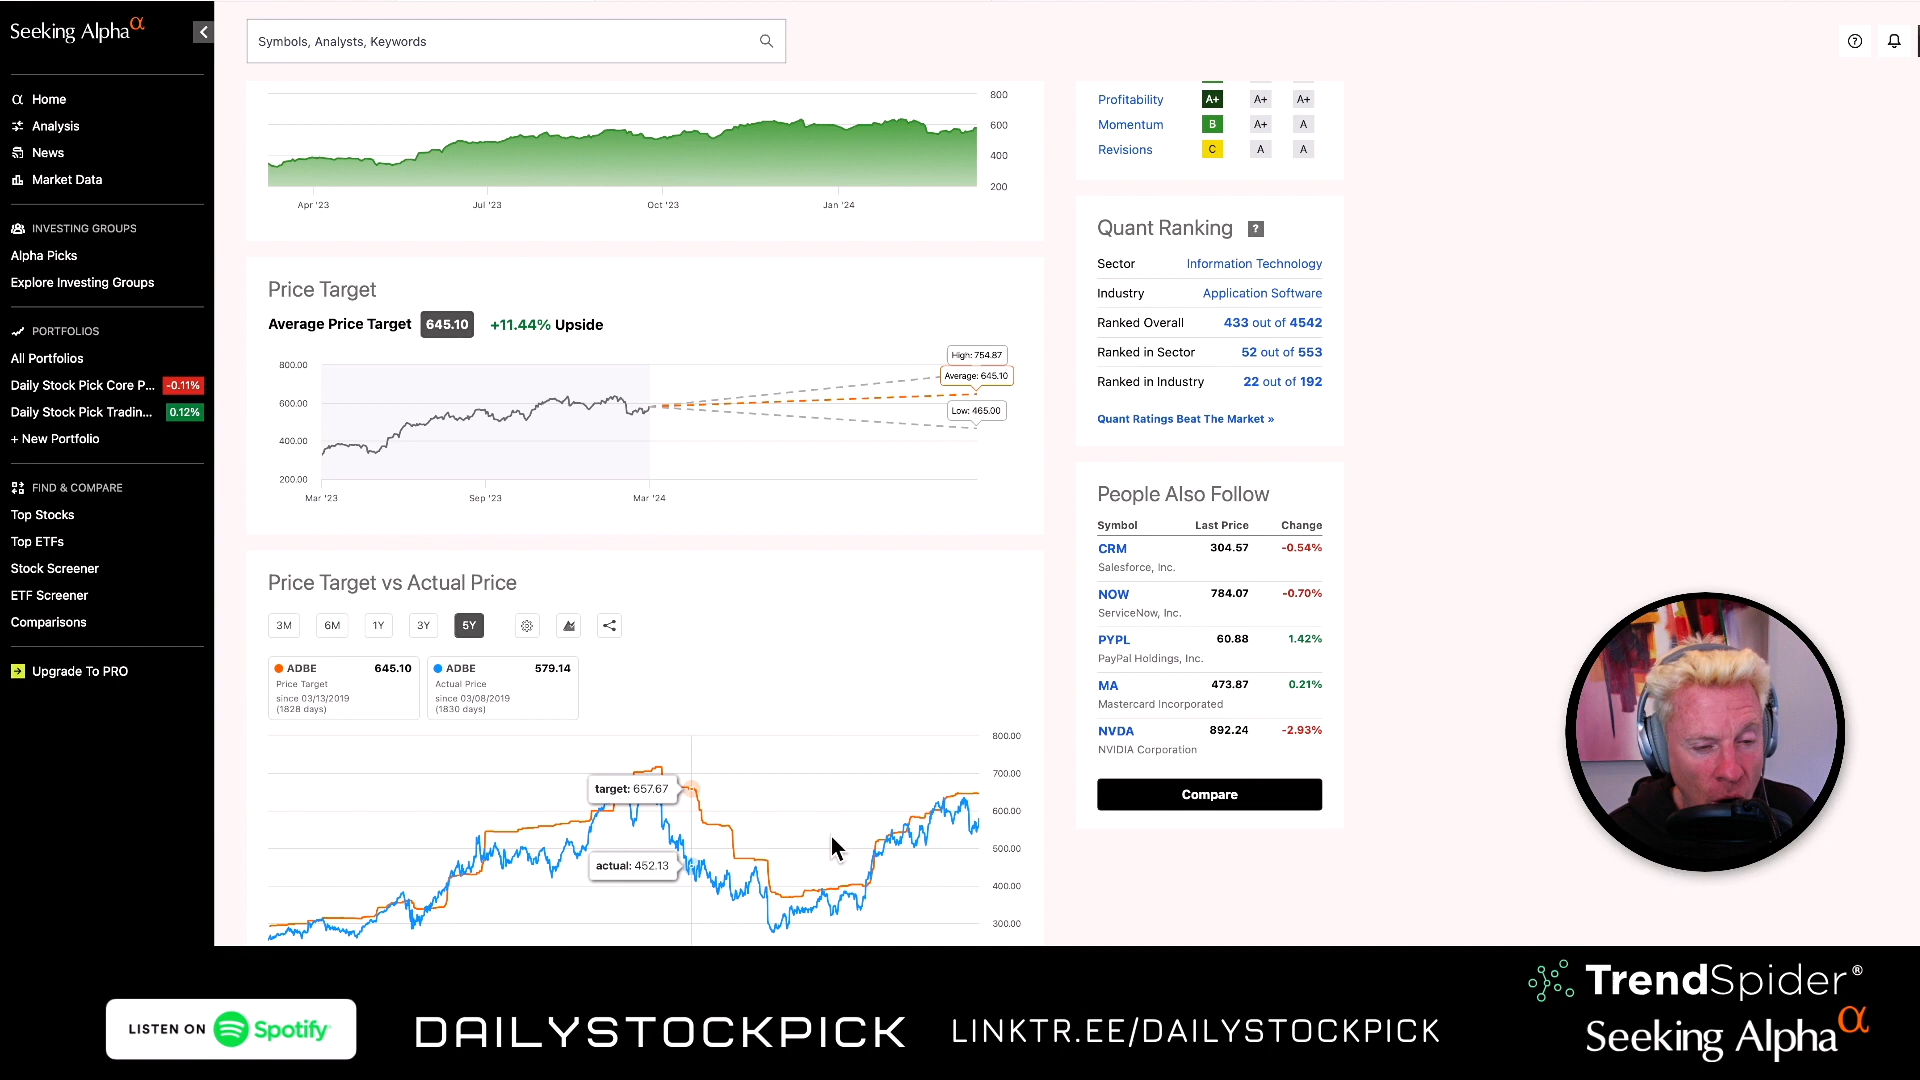 Seeking Alpha α
Symbols, Analysts, Keywords
α Home
Analysis
News
Market Data
INVESTING GROUPS
Alpha Picks
Explore Investing Groups
PORTFOLIOS
All Portfolios
Daily Stock Pick Core P... -0.11%
Daily Stock Pick Tradin... 0.12%
+ New Portfolio
FIND & COMPARE
Top Stocks
Top ETFs
Stock Screener
ETF Screener
Comparisons
Upgrade To PRO
800
600
400
200
Apr '23 Jul '23 Oct '23 Jan '24
Price Target
Average Price Target 645.10 +11.44% Upside
800.00
600.00
400.00
200.00
High: 754.87
Average: 645.10
Low: 465.00
Mar '23 Sep '23 Mar '24
Price Target vs Actual Price
3M 6M 1Y 3Y 5Y
ADBE 645.10
Price Target
since 03/13/2019
(1828 days)
ADBE 579.14
Actual Price
since 03/08/2019
(1830 days)
800.00
700.00
600.00
500.00
400.00
300.00
target: 657.67
actual: 452.13
Profitability A+ A+ A+
Momentum B A+ A
Revisions C A A
Quant Ranking ?
Sector Information Technology
Industry Application Software
Ranked Overall 433 out of 4542
Ranked in Sector 52 out of 553
Ranked in Industry 22 out of 192
Quant Ratings Beat The Market »
People Also Follow
Symbol Last Price Change
CRM 304.57 -0.54%
Salesforce, Inc.
NOW 784.07 -0.70%
ServiceNow, Inc.
PYPL 60.88 1.42%
PayPal Holdings, Inc.
MA 473.87 0.21%
Mastercard Incorporated
NVDA 892.24 -2.93%
NVIDIA Corporation
Compare
LISTEN ON Spotify
DAILYSTOCKPICK
LINKTR.EE/DAILYSTOCKPICK
TrendSpider®
Seeking Alpha α